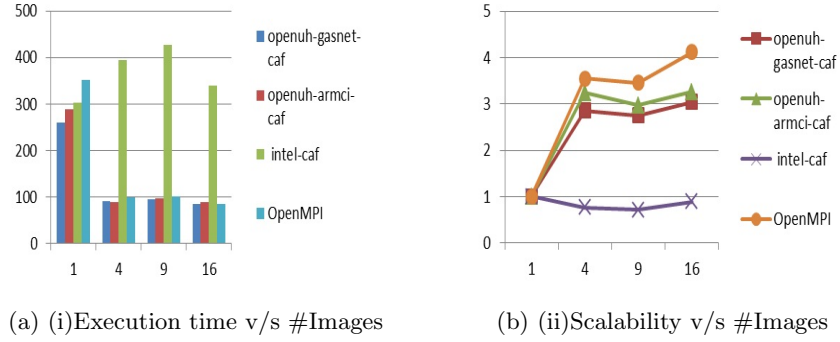 500
400
300
200
100
0
1 4 9 16
openuh-gasnet-
caf
openuh-armci-
caf
intel-caf
OpenMPI
5
4
3
2
1
0
1 4 9 16
openuh-
gasnet-caf
openuh-
armci-caf
intel-caf
OpenMPI
(a) (i)Execution time v/s #Images
(b) (ii)Scalability v/s #Images